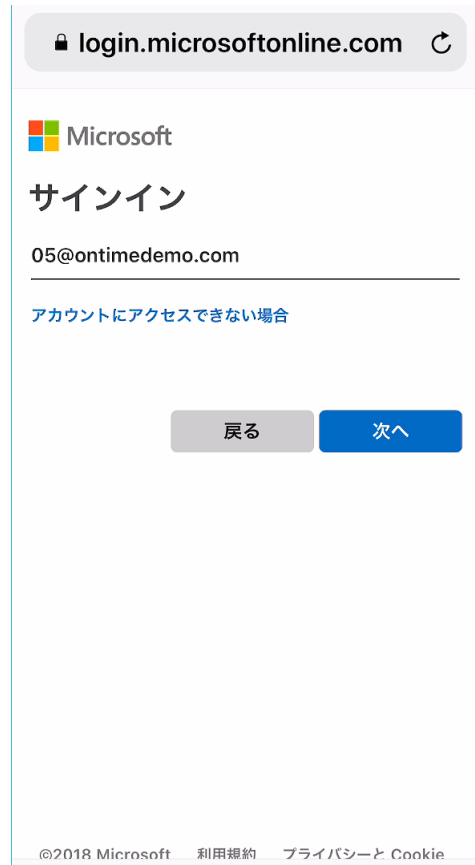 login.microsoftonline.com
Microsoft
サインイン
05@ontimedemo.com
アカウントにアクセスできない場合
戻る 次へ
©2018 Microsoft 利用規約 プライバシーと Cookie